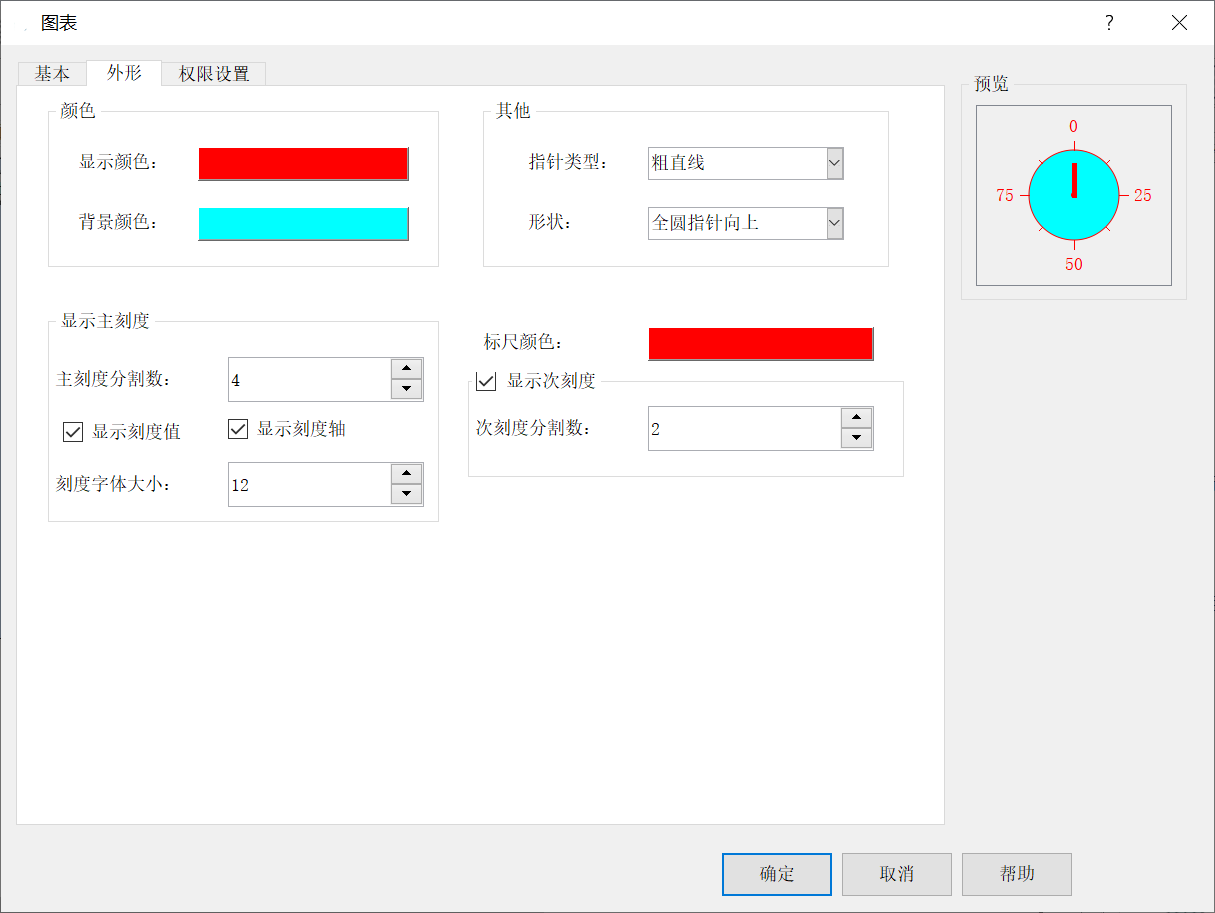 图表
?
基本 外形 权限设置
颜色
显示颜色:
背景颜色:
其他
指针类型: 粗直线
形状: 全圆指针向上
预览
0
75 25
50
显示主刻度
主刻度分割数: 4
显示刻度值 显示刻度轴
刻度字体大小: 12
标尺颜色:
显示次刻度
次刻度分割数: 2
确定 取消 帮助